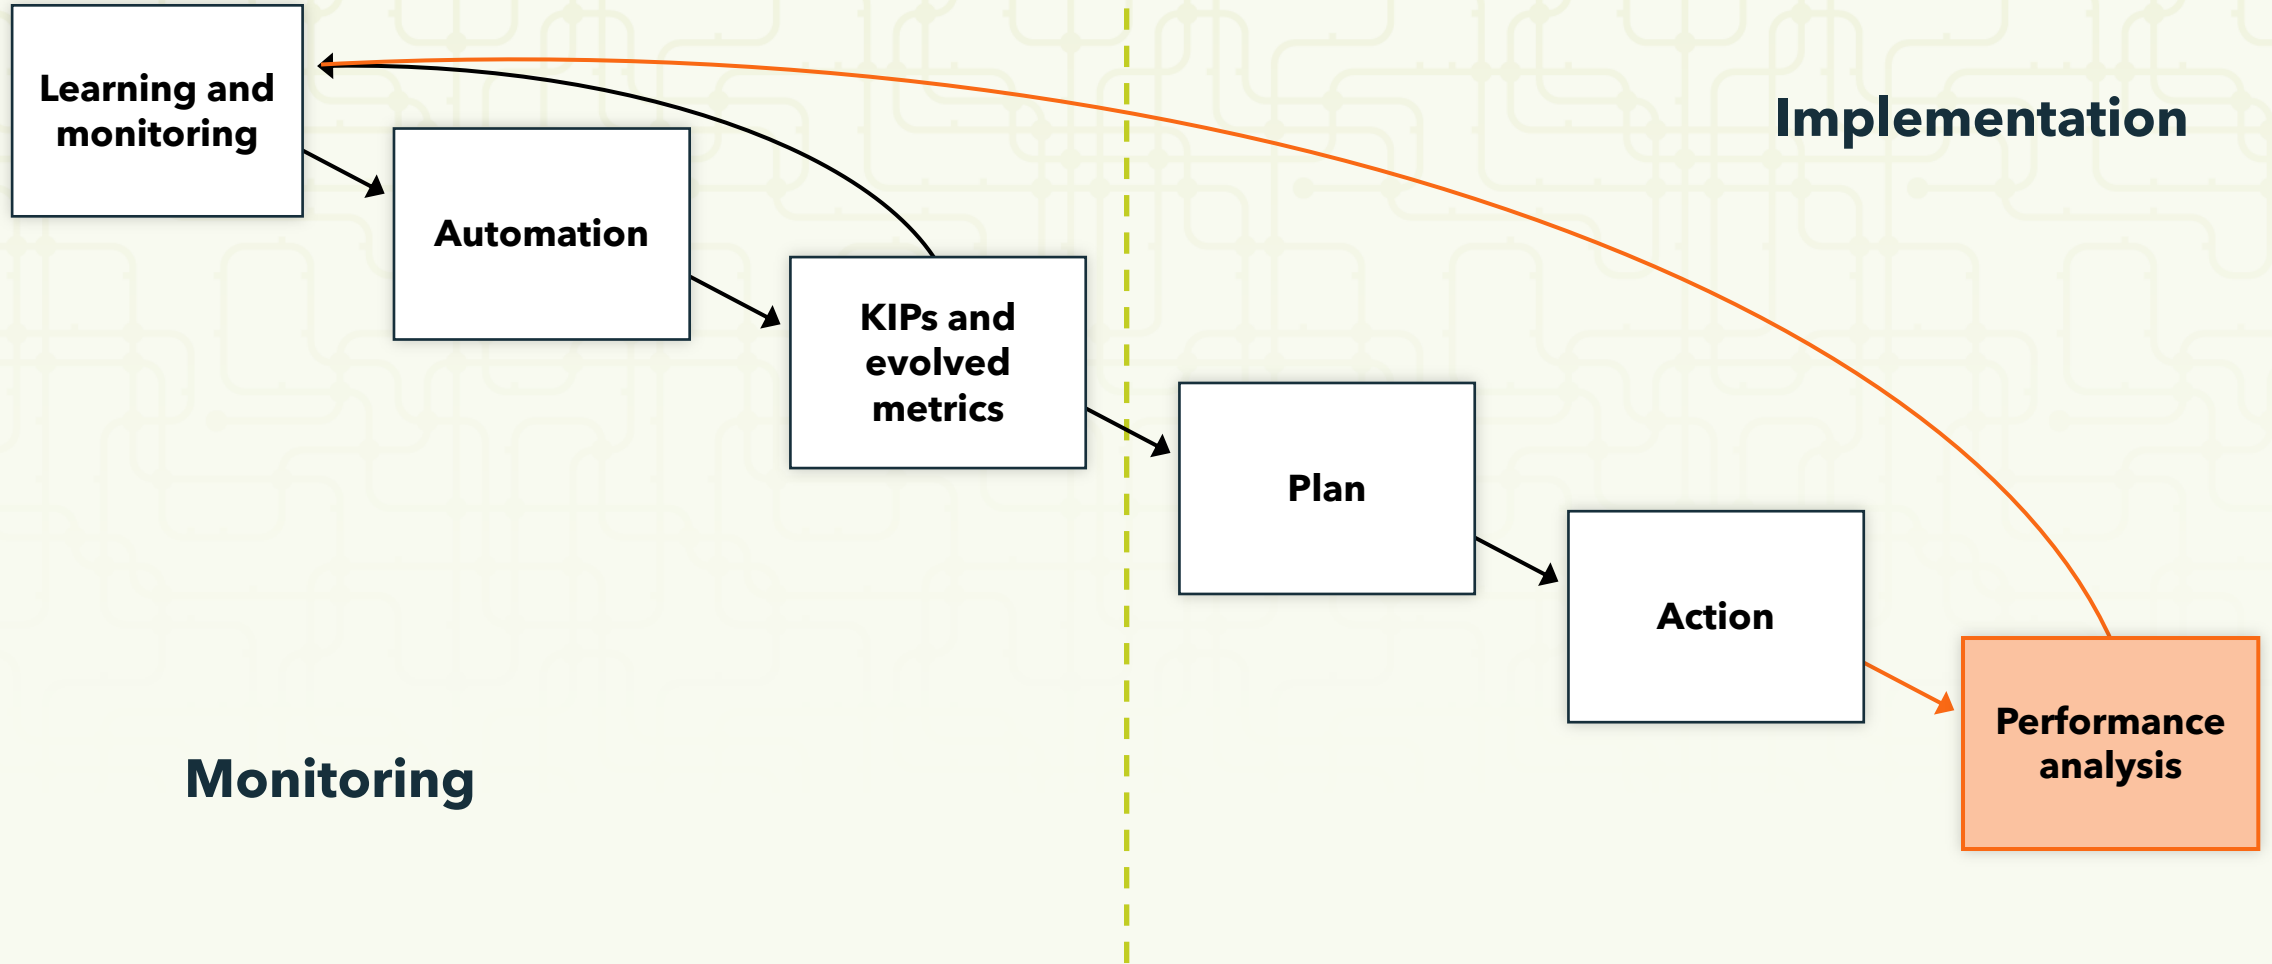 Learning and
monitoring
Automation
KIPs and
evolved
metrics
Implementation
Plan
Action
Performance
analysis
Monitoring